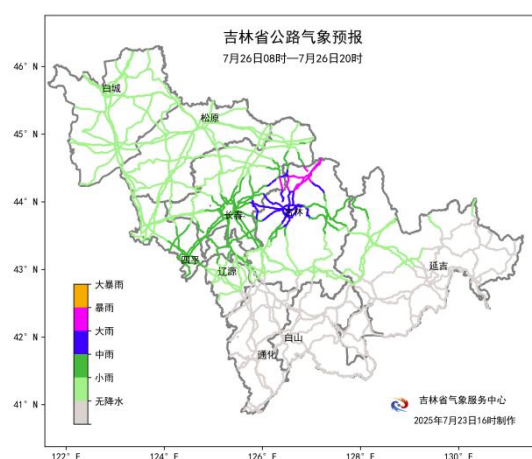 吉林省公路气象预报
7月26日08时—7月26日20时
46° N
45° N
44° N
43° N
42° N
41° N
白城
松原
长春
吉林
四平
辽源
延吉
白山
通化
大暴雨
暴雨
大雨
中雨
小雨
无降水
吉林省气象服务中心
2025年7月23日16时制作
122° E
124° E
126° E
128° E
130° E